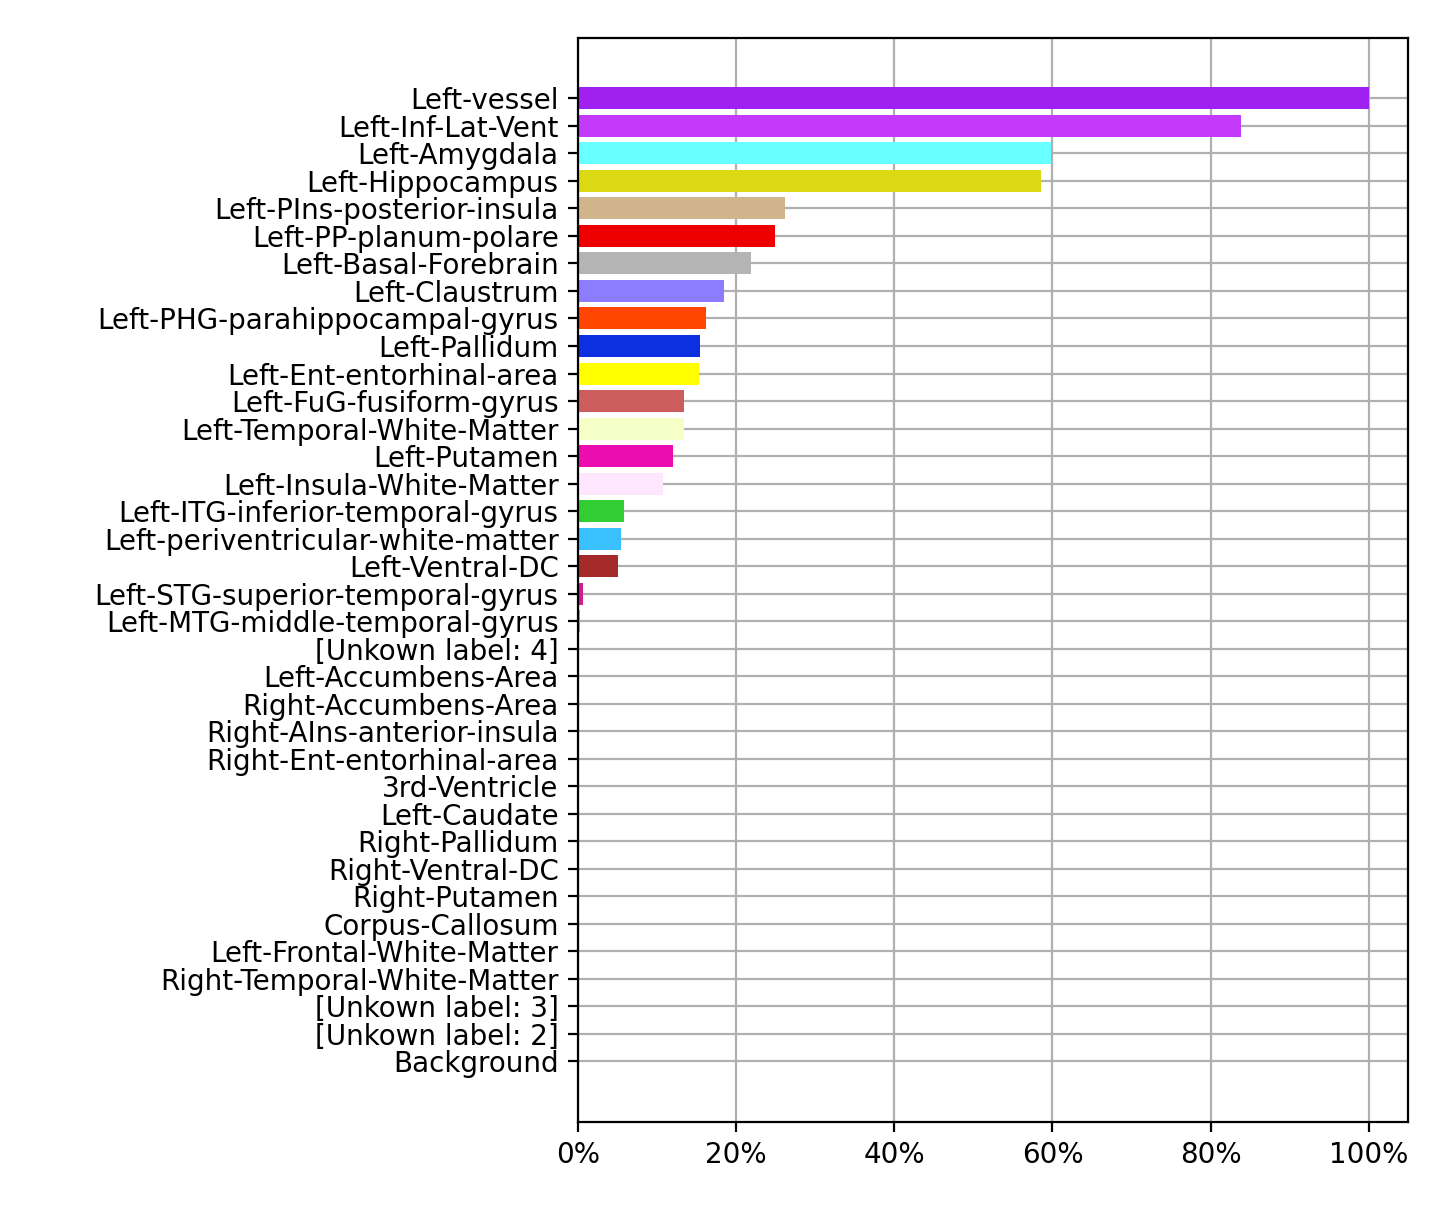 Left-vessel
Left-Inf-Lat-Vent
Left-Amygdala
Left-Hippocampus
Left-PIns-posterior-insula
Left-PP-planum-polare
Left-Basal-Forebrain
Left-Claustrum
Left-PHG-parahippocampal-gyrus
Left-Pallidum
Left-Ent-entorhinal-area
Left-FuG-fusiform-gyrus
Left-Temporal-White-Matter
Left-Putamen
Left-Insula-White-Matter
Left-ITG-inferior-temporal-gyrus
Left-periventricular-white-matter
Left-Ventral-DC
Left-STG-superior-temporal-gyrus
Left-MTG-middle-temporal-gyrus
[Unkown label: 4]
Left-Accumbens-Area
Right-Accumbens-Area
Right-AIns-anterior-insula
Right-Ent-entorhinal-area
3rd-Ventricle
Left-Caudate
Right-Pallidum
Right-Ventral-DC
Right-Putamen
Corpus-Callosum
Left-Frontal-White-Matter
Right-Temporal-White-Matter
[Unkown label: 3]
[Unkown label: 2]
Background
0% 20% 40% 60% 80% 100%